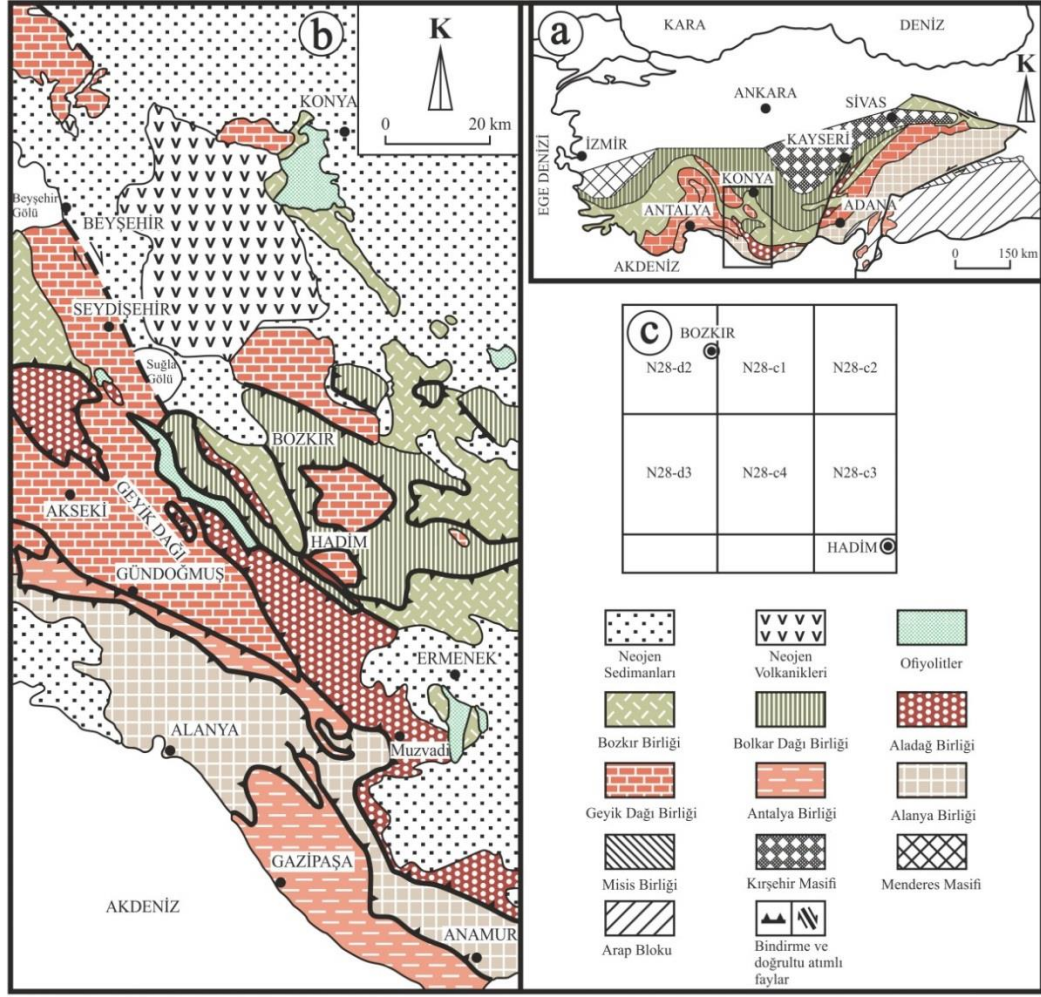 b
K
0 20 km
KONYA
Beyşehir
Gölü
BEYŞEHİR
SEYDİŞEHİR
Suğla
Gölü
BOZKIR
AKSEKİ
GEYİK DAĞI
HADİM
GÜNDOĞMUŞ
ERMENEK
ALANYA
Muzvadi
GAZİPAŞA
AKDENİZ
ANAMUR
a
KARA DENİZ
K
ANKARA
SİVAS
İZMİR
KAYSERİ
EGE DENİZİ
KONYA
ANTALYA
ADANA
AKDENİZ
0 150 km
c
BOZKIR
N28-d2 N28-c1 N28-c2
N28-d3 N28-c4 N28-c3
HADİM
Neojen
Sedimanları
Neojen
Volkanikleri
Ofiyolitler
Bozkır Birliği
Bolkar Dağı Birliği
Aladağ Birliği
Geyik Dağı Birliği
Antalya Birliği
Alanya Birliği
Misis Birliği
Kırşehir Masifi
Menderes Masifi
Arap Bloku
Bindirme ve
doğrultu atımlı
faylar